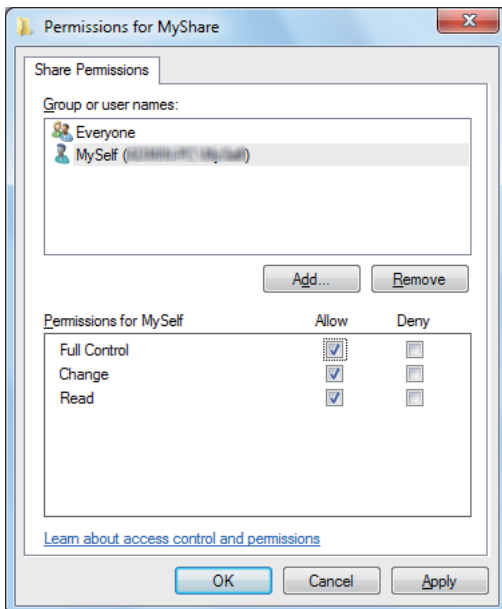 Permissions for MyShare
Share Permissions
Group or user names:
Everyone
MySelf (
Add... Remove
Permissions for MySelf Allow Deny
Full Control
Change
Read
Learn about access control and permissions
OK Cancel Apply